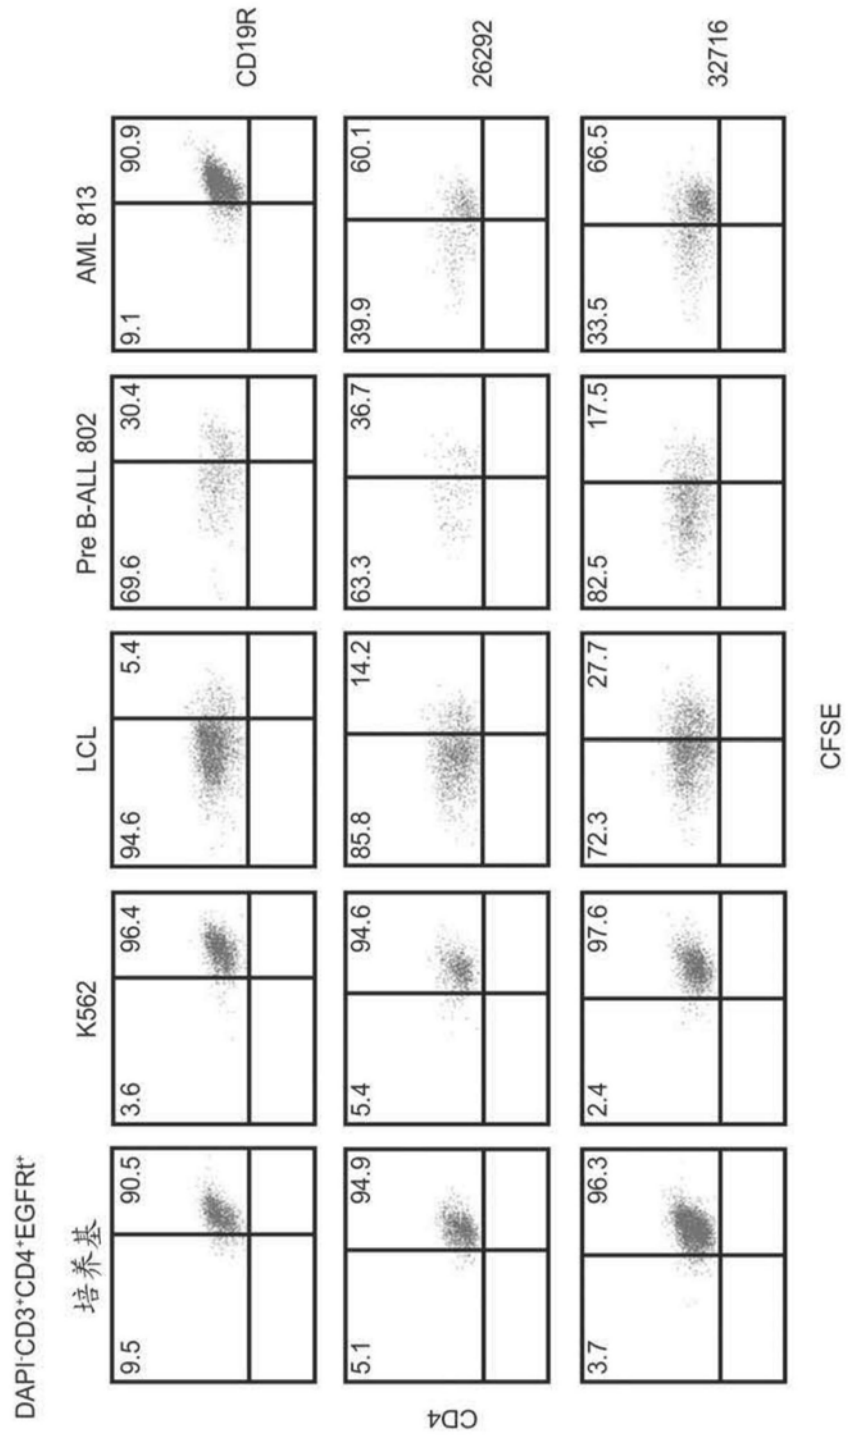 DAPI-CD3+CD4+EGFRt+
培养基 K562 LCL Pre B-ALL 802 AML 813
9.5 90.5 3.6 96.4 94.6 5.4 69.6 30.4 9.1 90.9
CD19R
5.1 94.9 5.4 94.6 85.8 14.2 63.3 36.7 39.9 60.1
26292
3.7 96.3 2.4 97.6 72.3 27.7 82.5 17.5 33.5 66.5
32716
CD4
CFSE